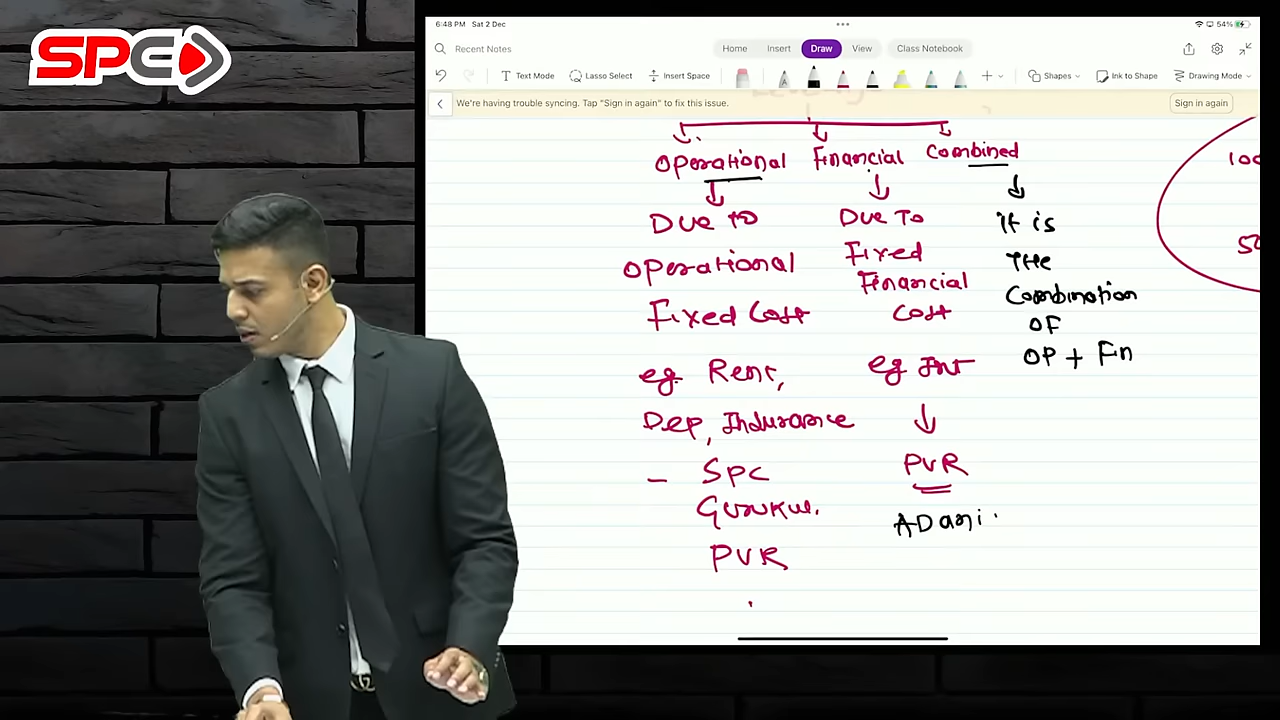 SPC
6:48 PM Sat 2 Dec
54%
Recent Notes
Home Insert Draw View Class Notebook
Text Mode Lasso Select Insert Space Shapes Ink to Shape Drawing Mode
We're having trouble syncing. Tap "Sign in again" to fix this issue. Sign in again
Operational Financial Combined
Due to
Operational
Fixed Cost
eg. Rent,
Dep, Insurance
- SPC
Gurukul.
PVR
Due To
Fixed
Financial
Cost
eg Int
PVR
ADani.
it is
THe
Combination
OF
OP + Fin
100
50